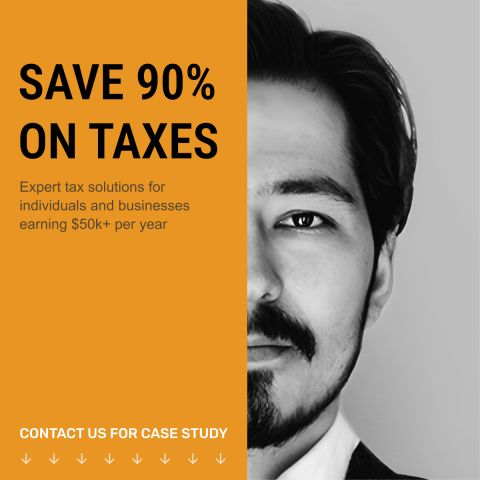 SAVE 90%
ON TAXES
Expert tax solutions for
individuals and businesses
earning $50k+ per year
CONTACT US FOR CASE STUDY